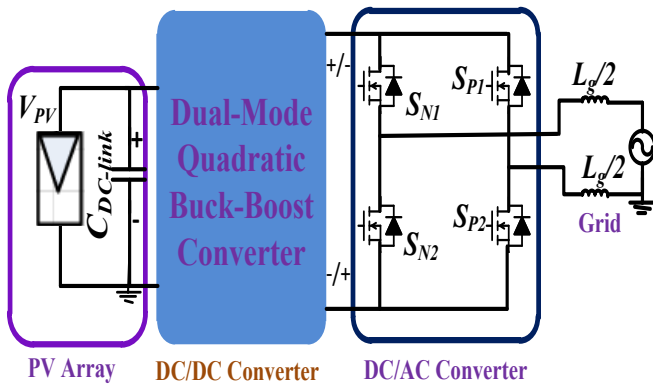 V_PV
C_DC-link
+
-
Dual-Mode
Quadratic
Buck-Boost
Converter
+/-
-/+
S_N1
S_P1
S_N2
S_P2
L_g/2
L_g/2
Grid
PV Array
DC/DC Converter
DC/AC Converter